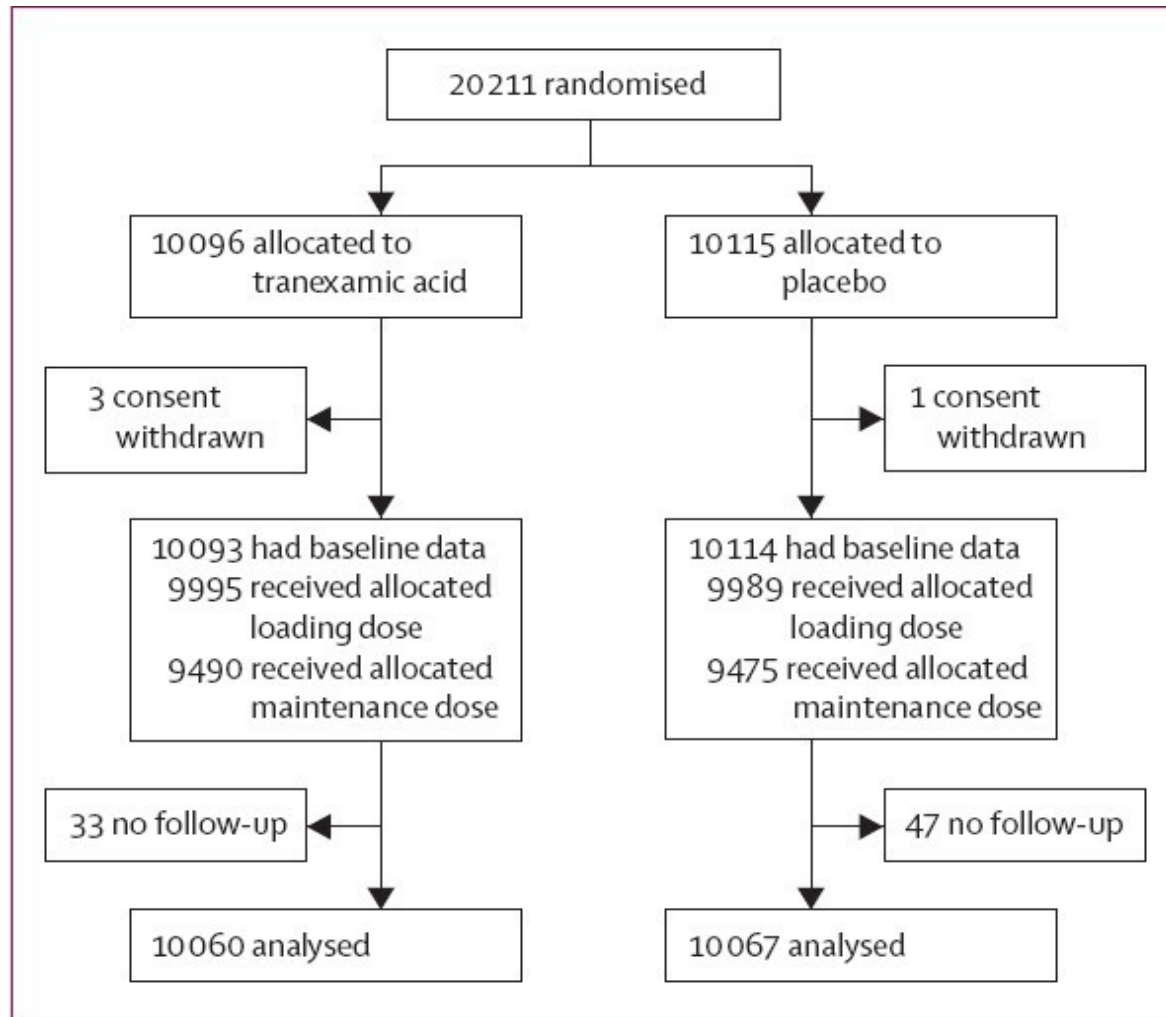 20211 randomised
10096 allocated to
tranexamic acid
10115 allocated to
placebo
3 consent
withdrawn
1 consent
withdrawn
10093 had baseline data
9995 received allocated
loading dose
9490 received allocated
maintenance dose
10114 had baseline data
9989 received allocated
loading dose
9475 received allocated
maintenance dose
33 no follow-up
47 no follow-up
10060 analysed
10067 analysed